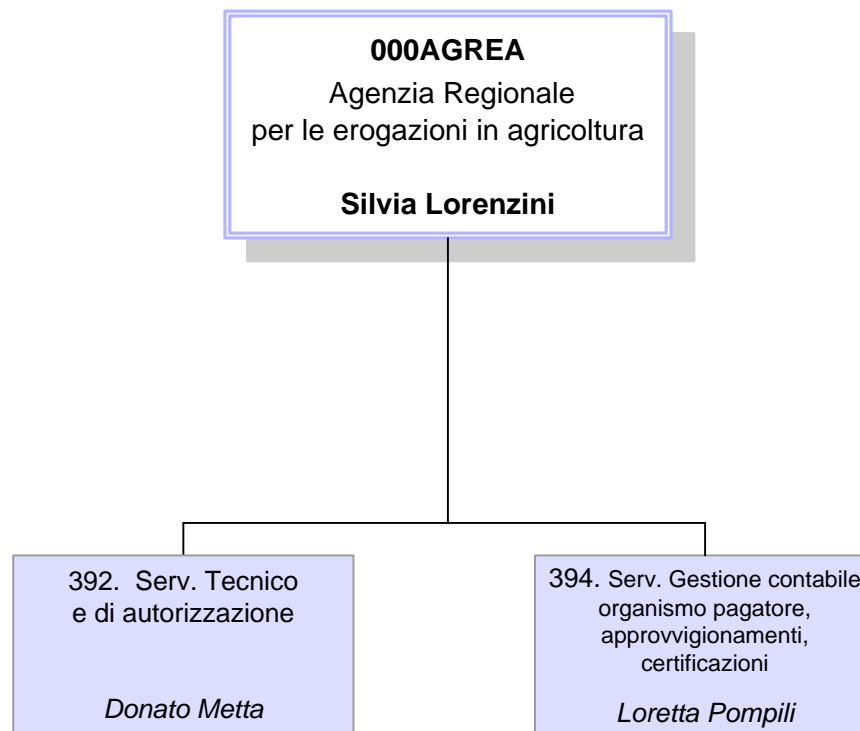 000AGREA
Agenzia Regionale
per le erogazioni in agricoltura
Silvia Lorenzini
392. Serv. Tecnico
e di autorizzazione
Donato Metta
394. Serv. Gestione contabile
organismo pagatore,
approvvigionamenti,
certificazioni
Loretta Pompili